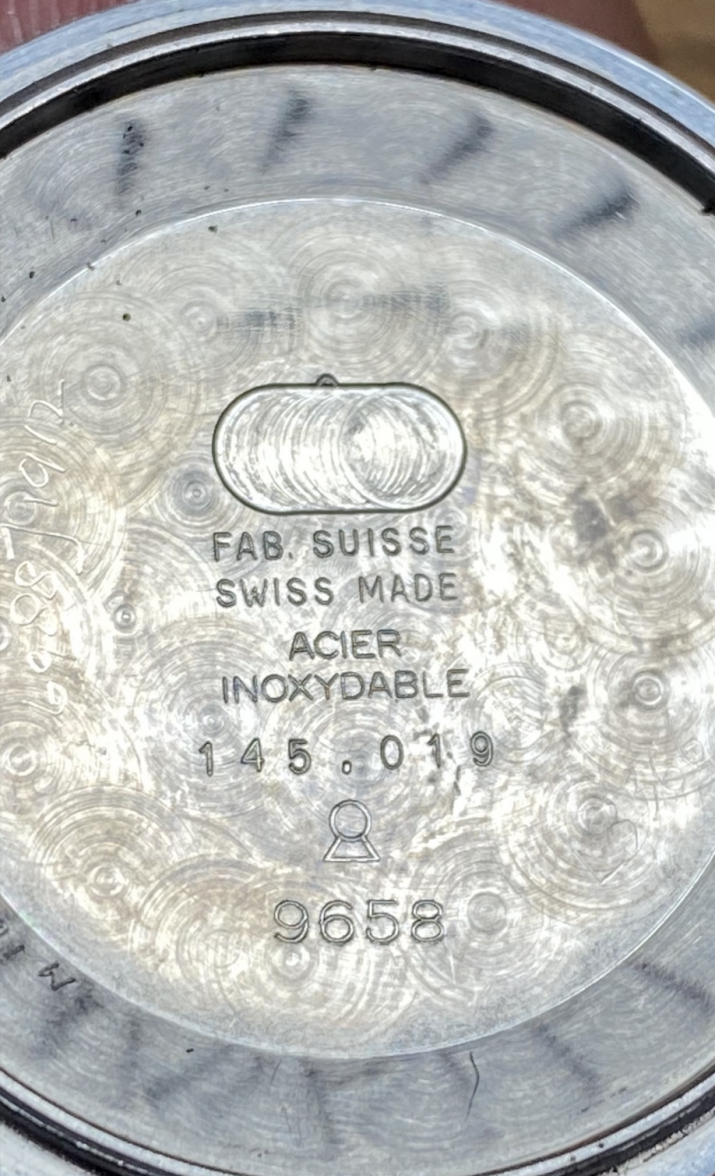 FAB. SUISSE
SWISS MADE
ACIER
INOXYDABLE
145.019
9658